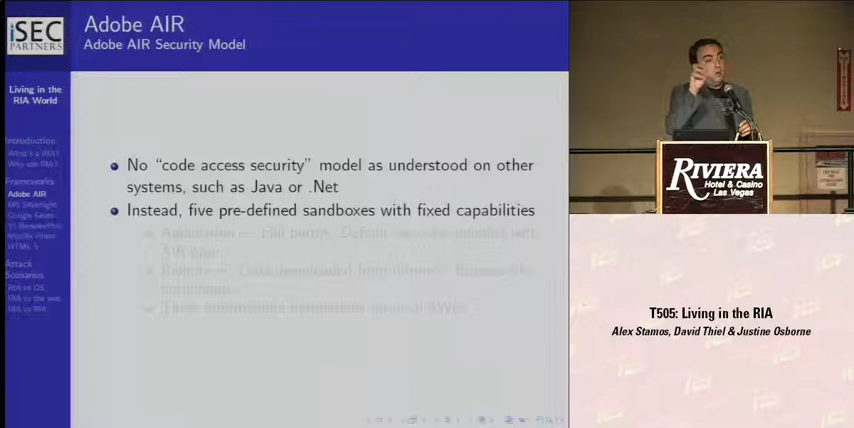 iSEC
PARTNERS
Adobe AIR
Adobe AIR Security Model
Living in the
RIA World
Introduction
What's a RIA?
Why use RIA?
Frameworks
Adobe AIR
MS Silverlight
Google Gears
Y! BrowserPlus
Mozilla Prism
HTML 5
Attack
Scenarios
RIA vs OS
RIA vs the web
RIA vs RIA
No "code access security" model as understood on other
systems, such as Java or .Net
Instead, five pre-defined sandboxes with fixed capabilities
RIVIERA
Hotel & Casino
Las Vegas
T505: Living in the RIA
Alex Stamos, David Thiel & Justine Osborne